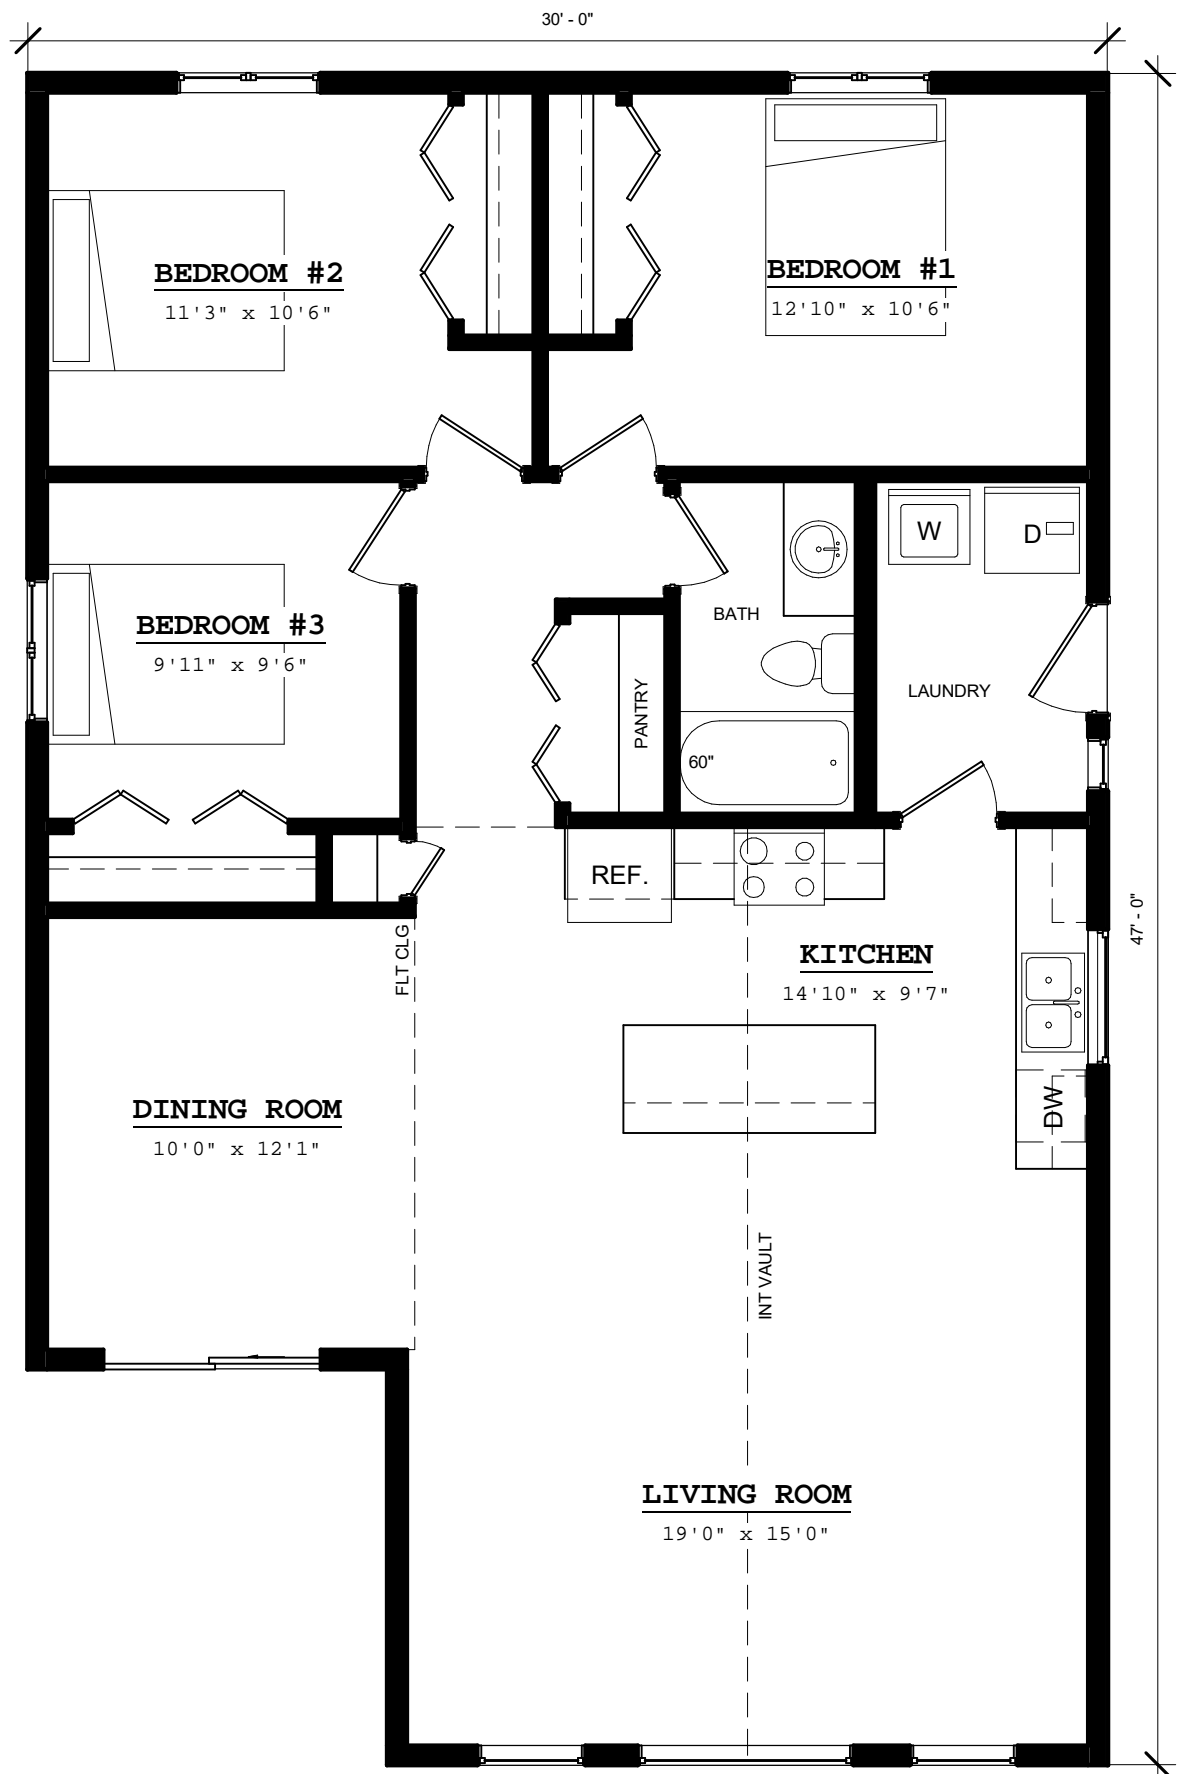 30' - 0"
BEDROOM #2
11'3" x 10'6"
BEDROOM #1
12'10" x 10'6"
W
D
BEDROOM #3
9'11" x 9'6"
BATH
LAUNDRY
PANTRY
60"
REF.
47' - 0"
FLT CLG
KITCHEN
14'10" x 9'7"
DINING ROOM
10'0" x 12'1"
DW
INT VAULT
LIVING ROOM
19'0" x 15'0"